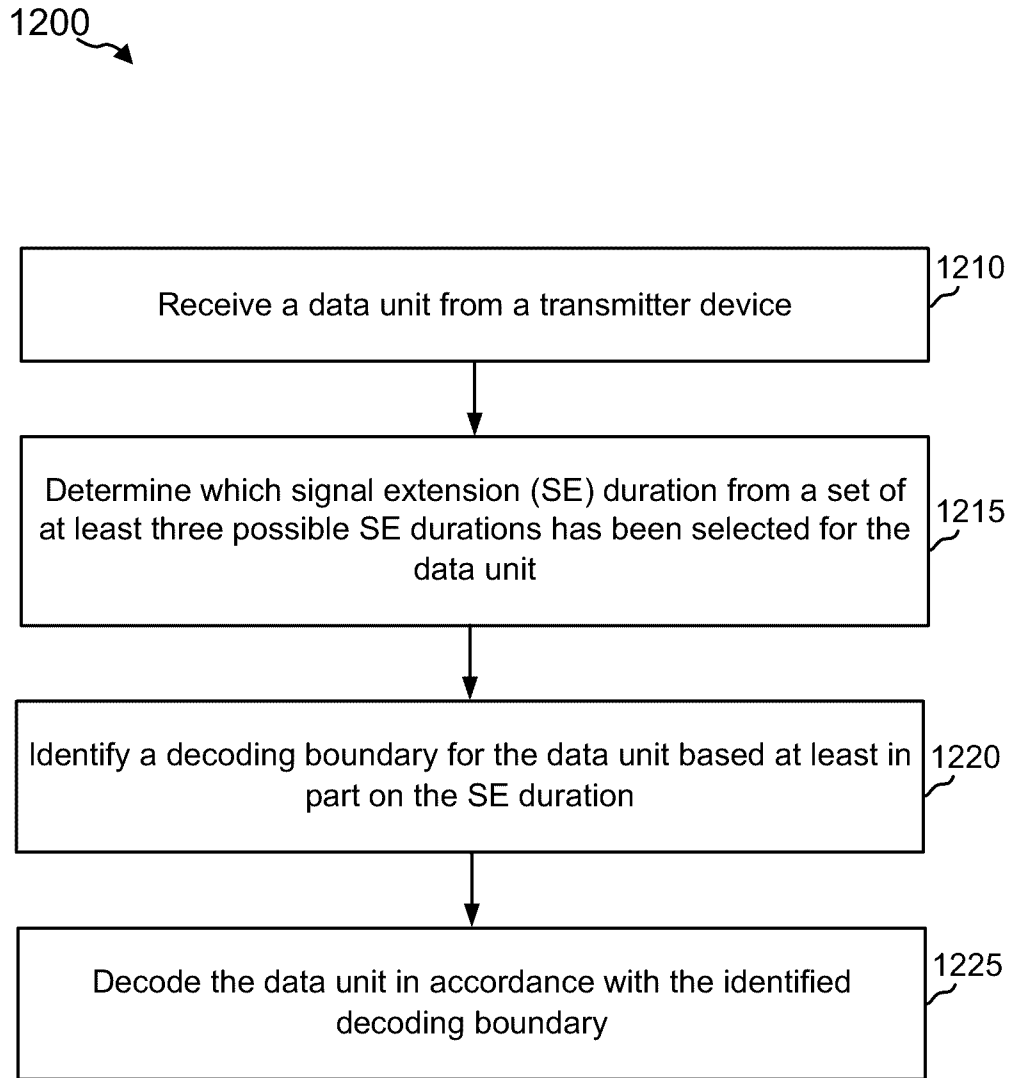 1200
Receive a data unit from a transmitter device
1210
Determine which signal extension (SE) duration from a set of
at least three possible SE durations has been selected for the
data unit
1215
Identify a decoding boundary for the data unit based at least in
part on the SE duration
1220
Decode the data unit in accordance with the identified
decoding boundary
1225